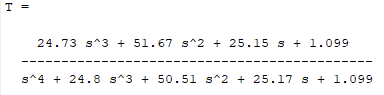 T =
24.73 s^3 + 51.67 s^2 + 25.15 s + 1.099
-----------------------------------------
s^4 + 24.8 s^3 + 50.51 s^2 + 25.17 s + 1.099